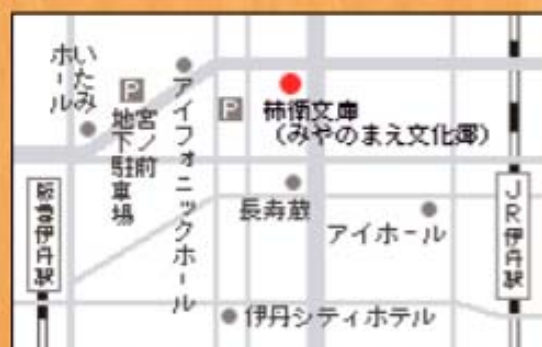 いたみ
ホール
P
宮ノ前
地下駐車場
アイフォニックホール
P
柿衞文庫
(みやのまえ文化郷)
長寿蔵
アイホール
伊丹シティホテル
阪急伊丹駅
JR伊丹駅